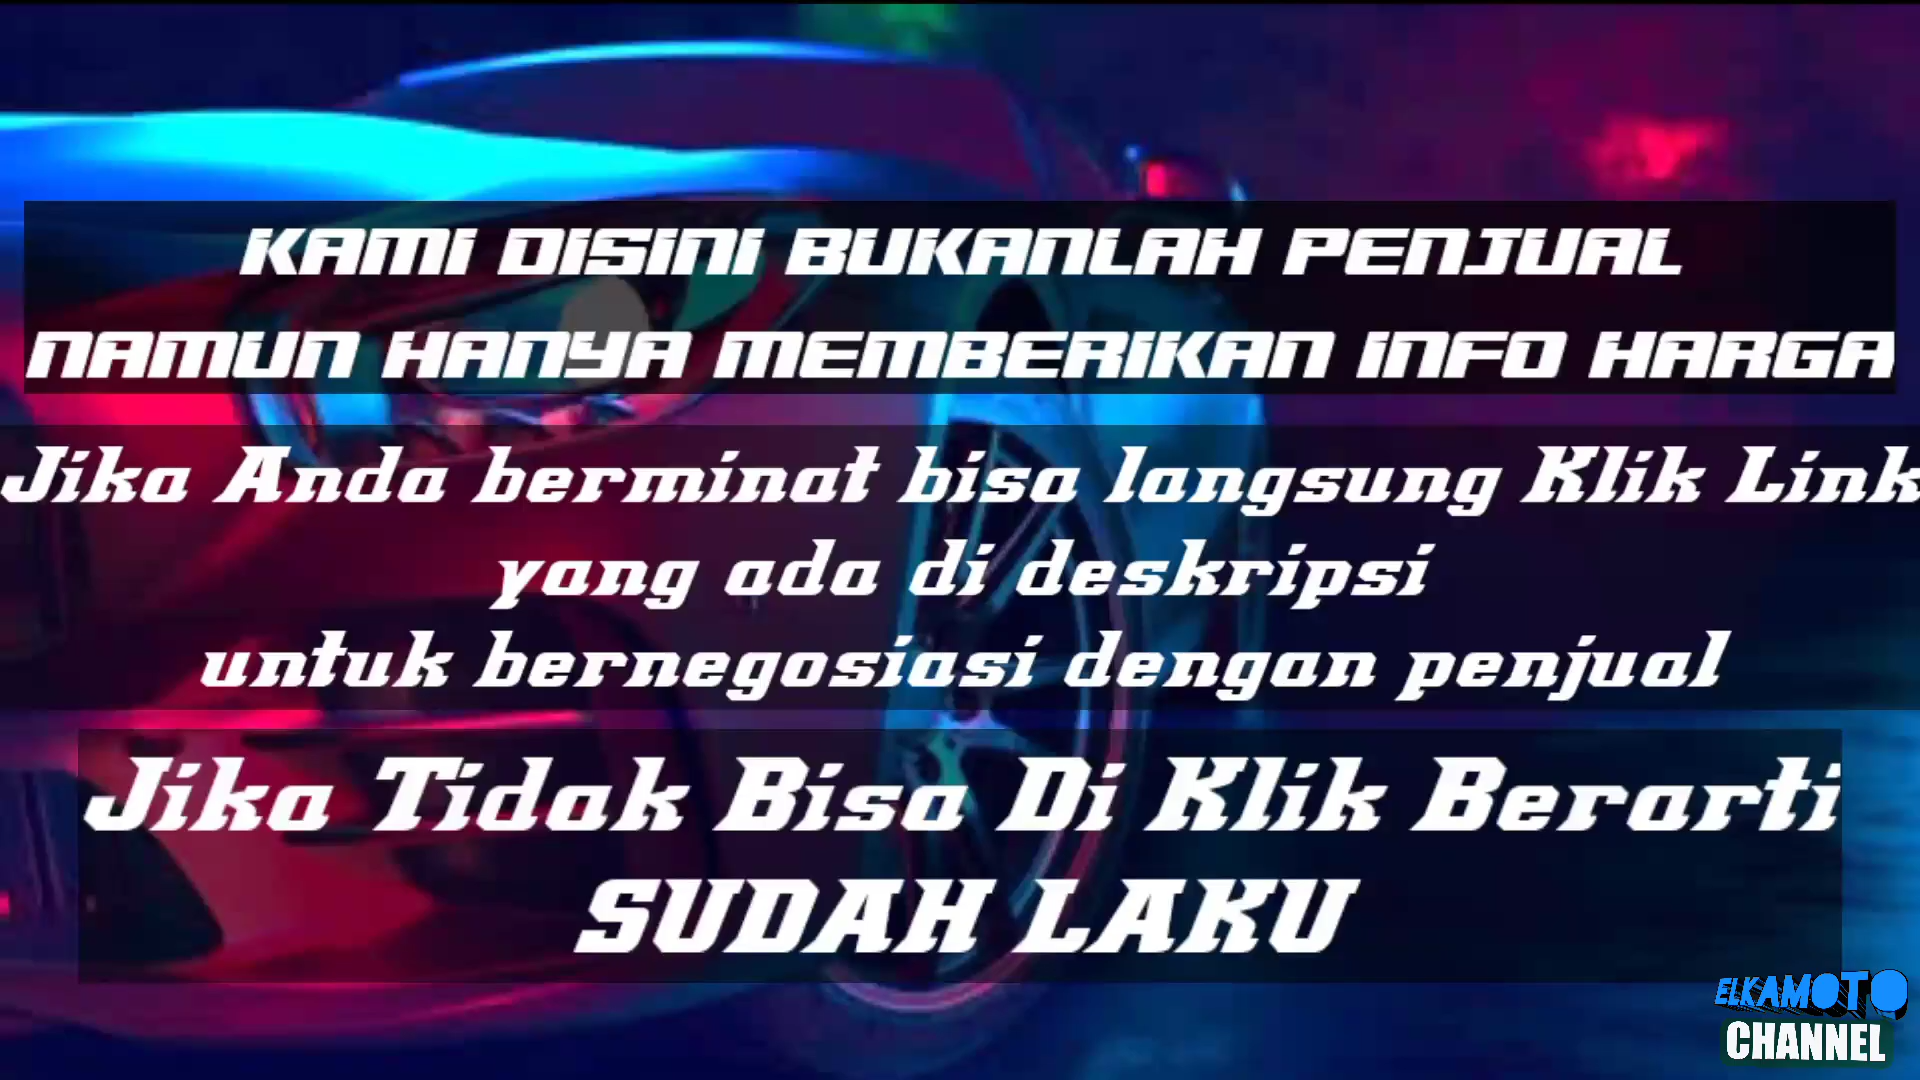 KAMI DISINI BUKANLAH PENJUAL
NAMUN HANYA MEMBERIKAN INFO HARGA
Jika Anda berminat bisa langsung Klik Link
yang ada di deskripsi
untuk bernegosiasi dengan penjual
Jika Tidak Bisa Di Klik Berarti
SUDAH LAKU
ELKAMOTO
CHANNEL